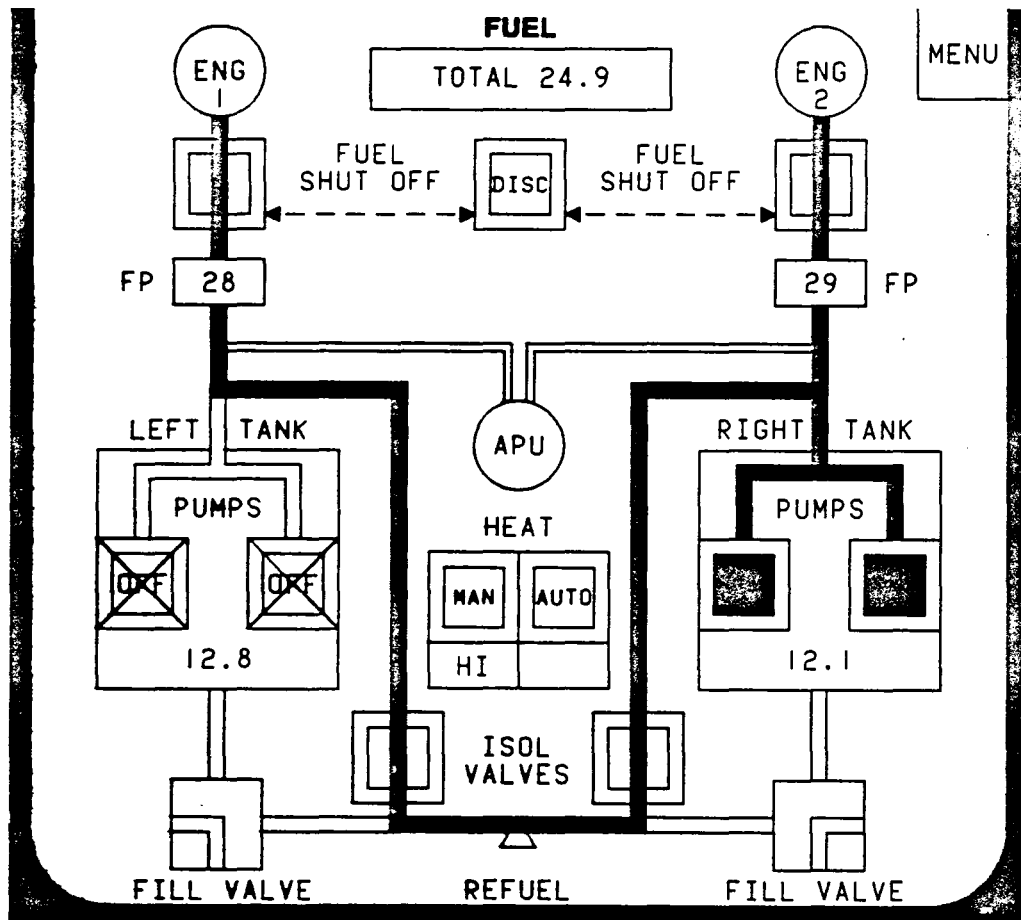 FUEL
MENU
ENG
1
TOTAL 24.9
ENG
2
FUEL
SHUT OFF
DISC
FUEL
SHUT OFF
FP
28
29
FP
LEFT TANK
APU
RIGHT TANK
PUMPS
HEAT
PUMPS
OFF
OFF
MAN
AUTO
12.8
HI
12.1
ISOL
VALVES
FILL VALVE
REFUEL
FILL VALVE